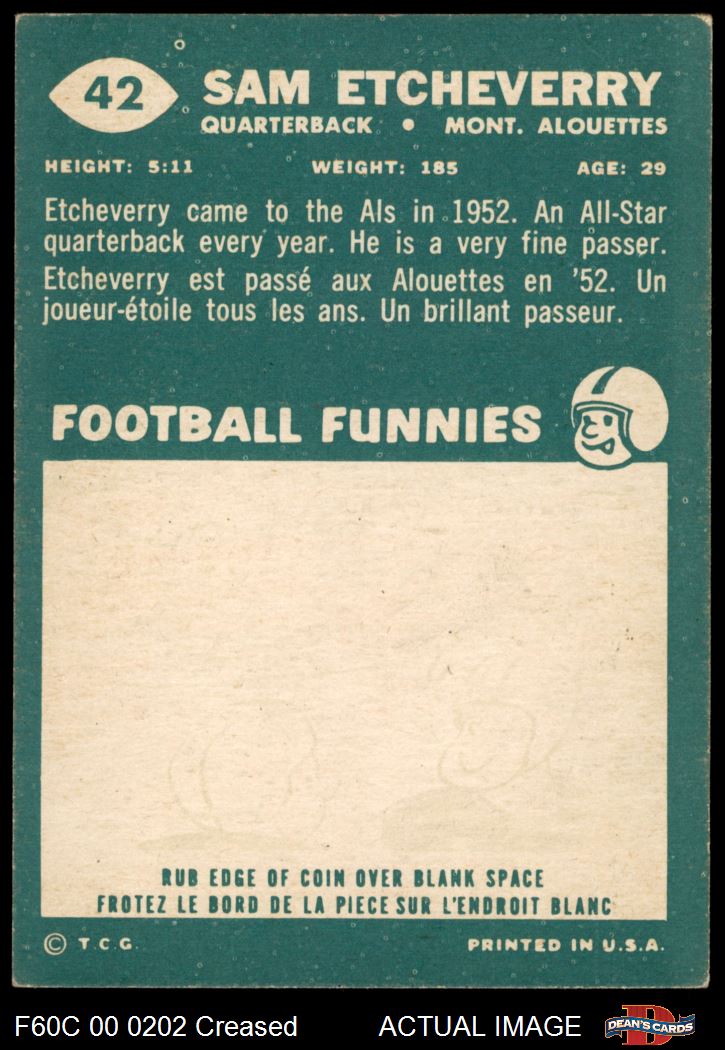 42
SAM ETCHEVERRY
QUARTERBACK • MONT. ALOUETTES
HEIGHT: 5:11 WEIGHT: 185 AGE: 29
Etcheverry came to the Als in 1952. An All-Star
quarterback every year. He is a very fine passer.
Etcheverry est passé aux Alouettes en '52. Un
joueur-étoile tous les ans. Un brillant passeur.
FOOTBALL FUNNIES
RUB EDGE OF COIN OVER BLANK SPACE
FROTEZ LE BORD DE LA PIECE SUR L'ENDROIT BLANC
© T.C.G. PRINTED IN U.S.A.
F60C 00 0202 Creased ACTUAL IMAGE
D
DEAN'S CARDS